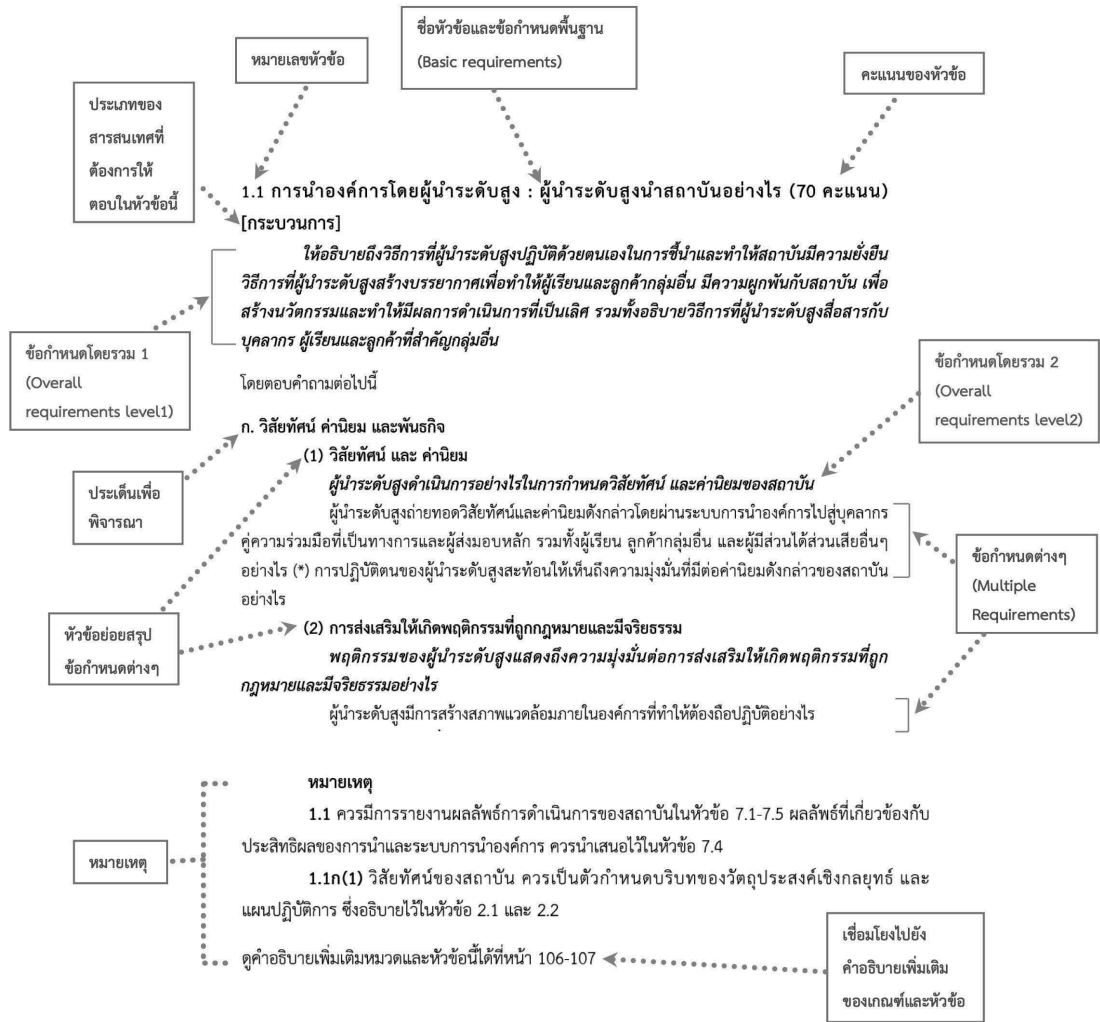 ชื่อหัวข้อและข้อกำหนดพื้นฐาน
(Basic requirements)
หมายเลขหัวข้อ
คะแนนของหัวข้อ
ประเภทของ
สารสนเทศที่
ต้องการให้
ตอบในหัวข้อนี้
1.1 การนำองค์การโดยผู้นำระดับสูง : ผู้นำระดับสูงนำสถาบันอย่างไร (70 คะแนน)
[กระบวนการ]
ให้อธิบายถึงวิธีการที่ผู้นำระดับสูงปฏิบัติด้วยตนเองในการชี้นำและทำให้สถาบันมีความยั่งยืน
วิธีการที่ผู้นำระดับสูงสร้างบรรยากาศเพื่อทำให้ผู้เรียนและลูกค้ากลุ่มอื่น มีความผูกพันกับสถาบัน เพื่อ
สร้างนวัตกรรมและทำให้มีผลการดำเนินการที่เป็นเลิศ รวมทั้งอธิบายวิธีการที่ผู้นำระดับสูงสื่อสารกับ
บุคลากร ผู้เรียนและลูกค้าที่สำคัญกลุ่มอื่น
ข้อกำหนดโดยรวม 1
(Overall
requirements level1)
โดยตอบคำถามต่อไปนี้
ข้อกำหนดโดยรวม 2
(Overall
requirements level2)
ก. วิสัยทัศน์ ค่านิยม และพันธกิจ
(1) วิสัยทัศน์ และ ค่านิยม
ผู้นำระดับสูงดำเนินการอย่างไรในการกำหนดวิสัยทัศน์ และค่านิยมของสถาบัน
ประเด็นเพื่อ
พิจารณา
ผู้นำระดับสูงถ่ายทอดวิสัยทัศน์และค่านิยมดังกล่าวโดยผ่านระบบการนำองค์การไปสู่บุคลากร
คู่ความร่วมมือที่เป็นทางการและผู้ส่งมอบหลัก รวมทั้งผู้เรียน ลูกค้ากลุ่มอื่น และผู้มีส่วนได้ส่วนเสียอื่นๆ
อย่างไร (*) การปฏิบัติตนของผู้นำระดับสูงสะท้อนให้เห็นถึงความมุ่งมั่นที่มีต่อค่านิยมดังกล่าวของสถาบัน
อย่างไร
ข้อกำหนดต่างๆ
(Multiple
Requirements)
หัวข้อย่อยสรุป
ข้อกำหนดต่างๆ
(2) การส่งเสริมให้เกิดพฤติกรรมที่ถูกกฎหมายและมีจริยธรรม
พฤติกรรมของผู้นำระดับสูงแสดงถึงความมุ่งมั่นต่อการส่งเสริมให้เกิดพฤติกรรมที่ถูก
กฎหมายและมีจริยธรรมอย่างไร
ผู้นำระดับสูงมีการสร้างสภาพแวดล้อมภายในองค์การที่ทำให้ต้องถือปฏิบัติอย่างไร
หมายเหตุ
1.1 ควรมีการรายงานผลลัพธ์การดำเนินการของสถาบันในหัวข้อ 7.1-7.5 ผลลัพธ์ที่เกี่ยวข้องกับ
ประสิทธิผลของการนำและระบบการนำองค์การ ควรนำเสนอไว้ในหัวข้อ 7.4
หมายเหตุ
1.1ก(1) วิสัยทัศน์ของสถาบัน ควรเป็นตัวกำหนดบริบทของวัตถุประสงค์เชิงกลยุทธ์ และ
แผนปฏิบัติการ ซึ่งอธิบายไว้ในหัวข้อ 2.1 และ 2.2
ดูคำอธิบายเพิ่มเติมหมวดและหัวข้อนี้ได้ที่หน้า 106-107
เชื่อมโยงไปยัง
คำอธิบายเพิ่มเติม
ของเกณฑ์และหัวข้อ